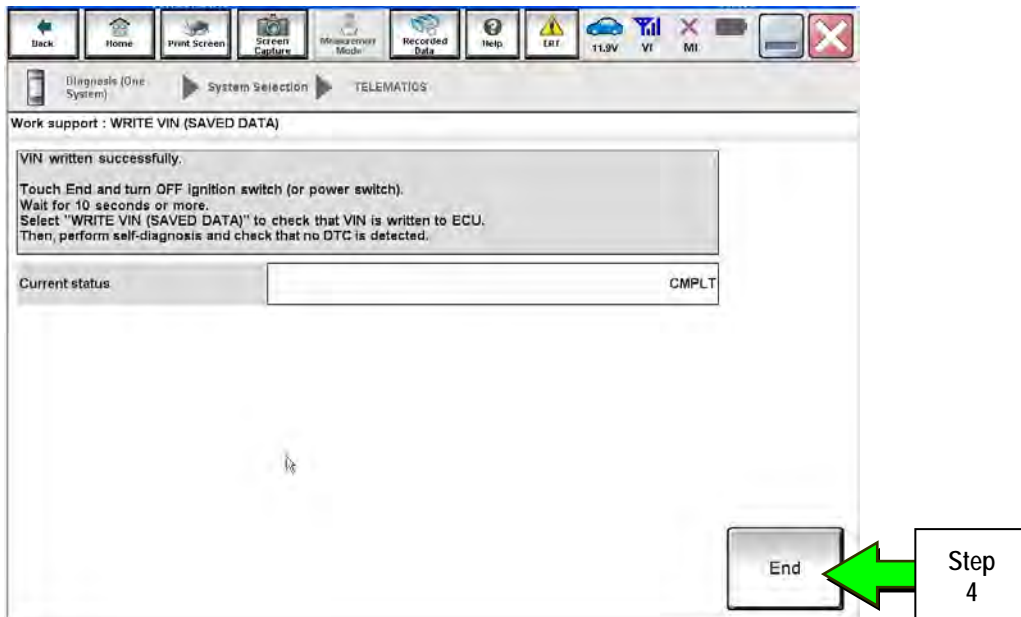 Back Home Print Screen Screen Capture Measurement Mode Recorded Data Help ERT 11.9V VI MI
Diagnosis (One System) System Selection TELEMATICS
Work support : WRITE VIN (SAVED DATA)
VIN written successfully.
Touch End and turn OFF ignition switch (or power switch).
Wait for 10 seconds or more.
Select "WRITE VIN (SAVED DATA)" to check that VIN is written to ECU.
Then, perform self-diagnosis and check that no DTC is detected.
Current status CMPLT
End
Step
4